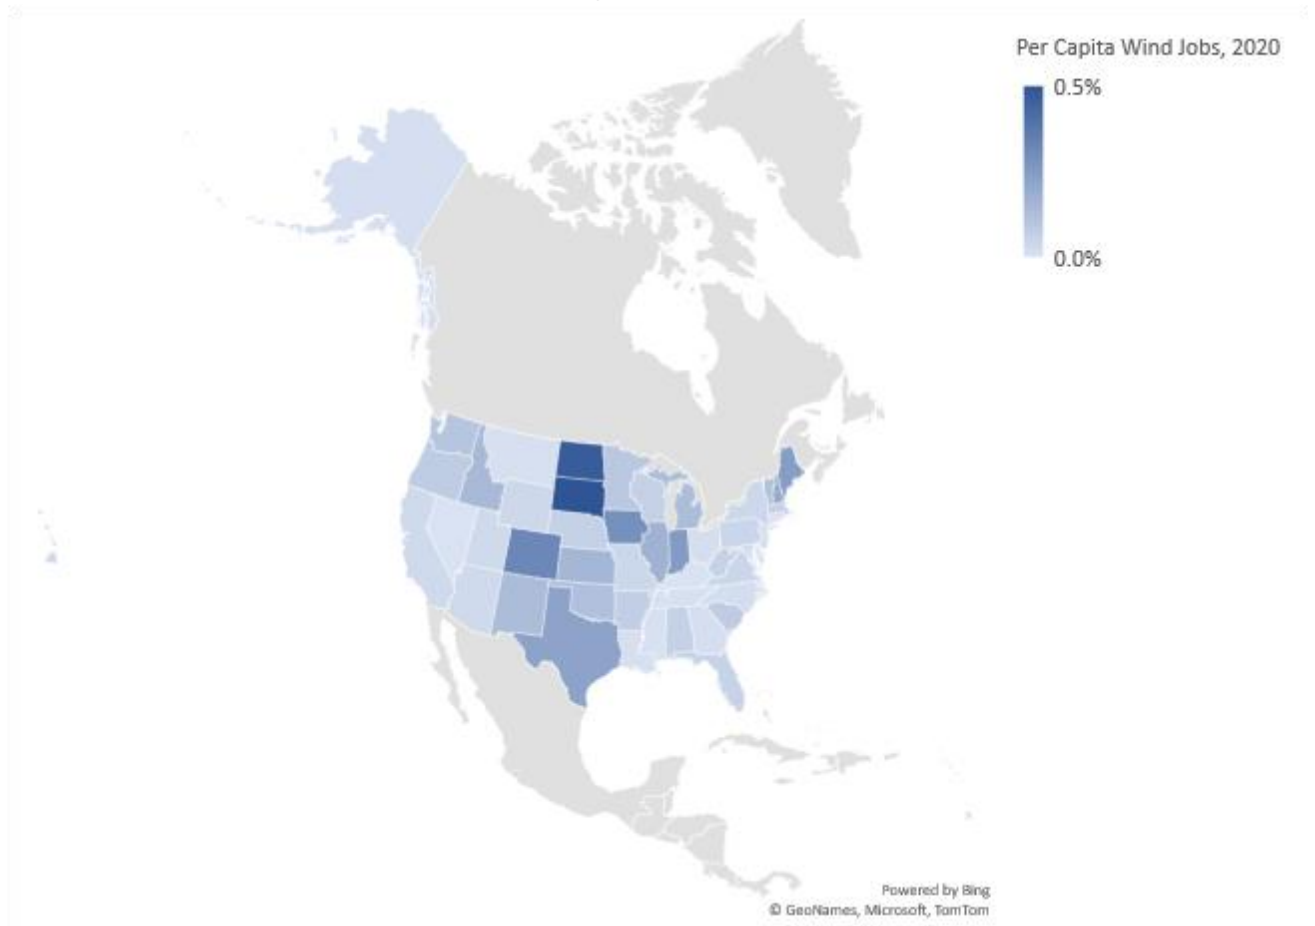 Per Capita Wind Jobs, 2020
0.5%
0.0%
Powered by Bing
© GeoNames, Microsoft, TomTom